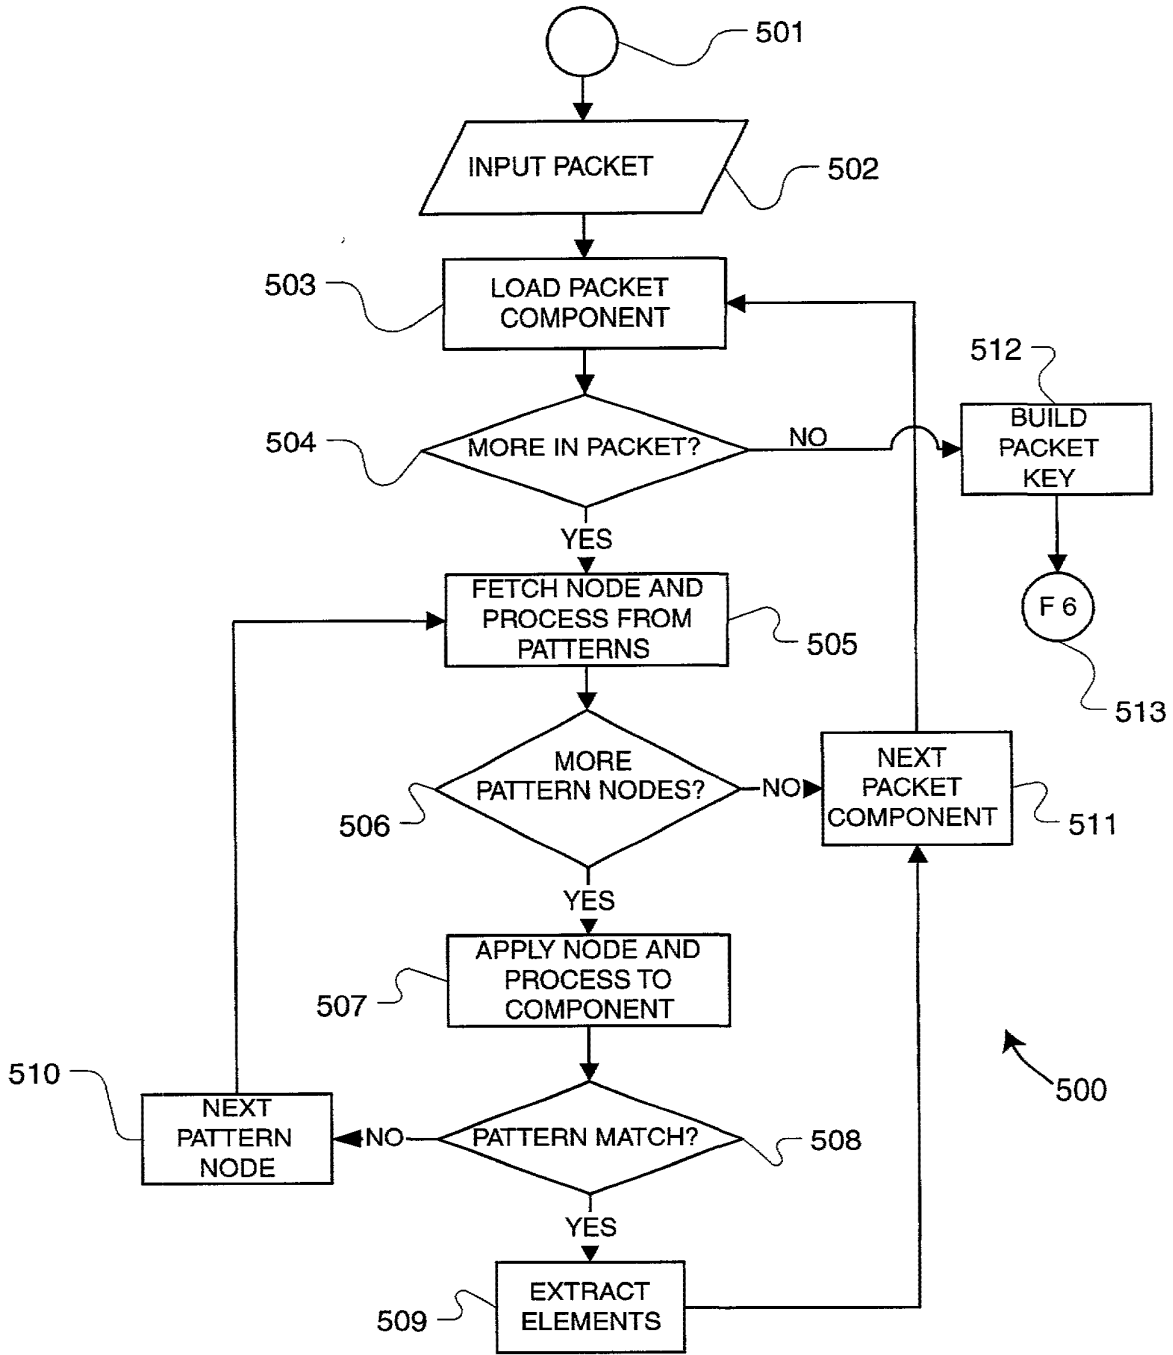 501
INPUT PACKET
502
503
LOAD PACKET
COMPONENT
512
504
MORE IN PACKET?
NO
BUILD
PACKET
KEY
YES
FETCH NODE AND
PROCESS FROM
PATTERNS
505
F 6
513
MORE
PATTERN NODES?
506
NO
NEXT
PACKET
COMPONENT
511
YES
APPLY NODE AND
PROCESS TO
COMPONENT
507
500
510
NEXT
PATTERN
NODE
NO
PATTERN MATCH?
508
YES
EXTRACT
ELEMENTS
509